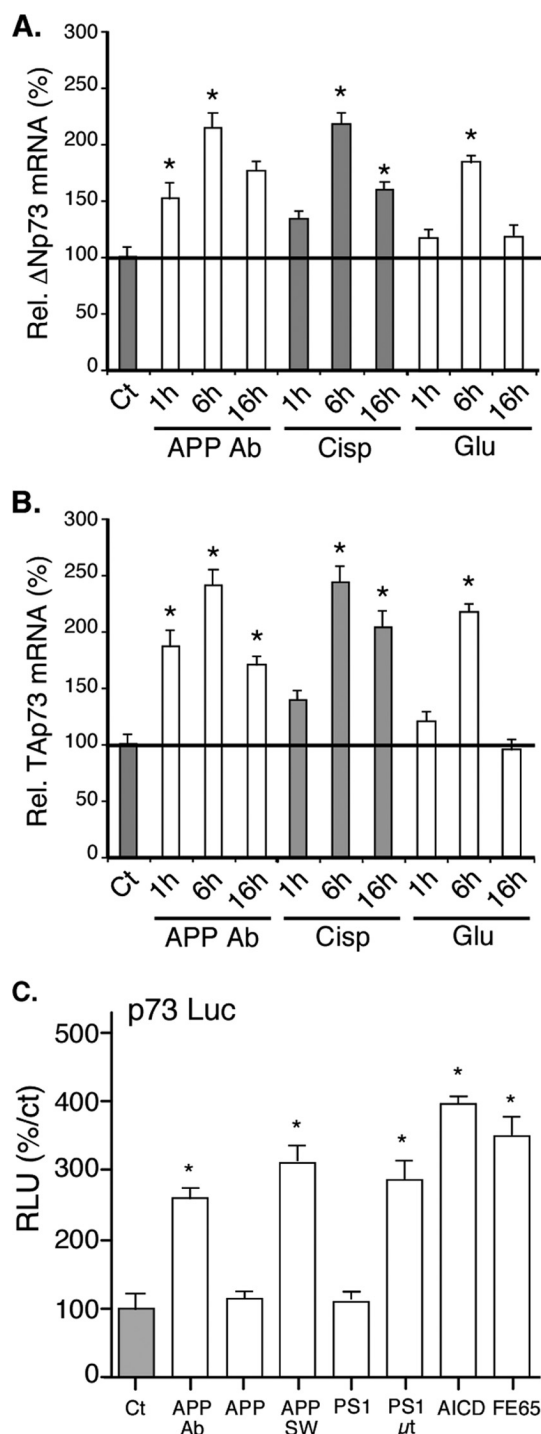 A.
Rel. ΔNp73 mRNA (%)
300
250
200
150
100
50
0
* * * * *
Ct 1h 6h 16h 1h 6h 16h 1h 6h 16h
APP Ab Cisp Glu
B.
Rel. TAp73 mRNA (%)
300
250
200
150
100
50
0
* * * * * *
Ct 1h 6h 16h 1h 6h 16h 1h 6h 16h
APP Ab Cisp Glu
C.
p73 Luc
RLU (%/ct)
500
400
300
200
100
0
* * * * *
Ct APP APP APP PS1 PS1 AICD FE65
Ab SW µt